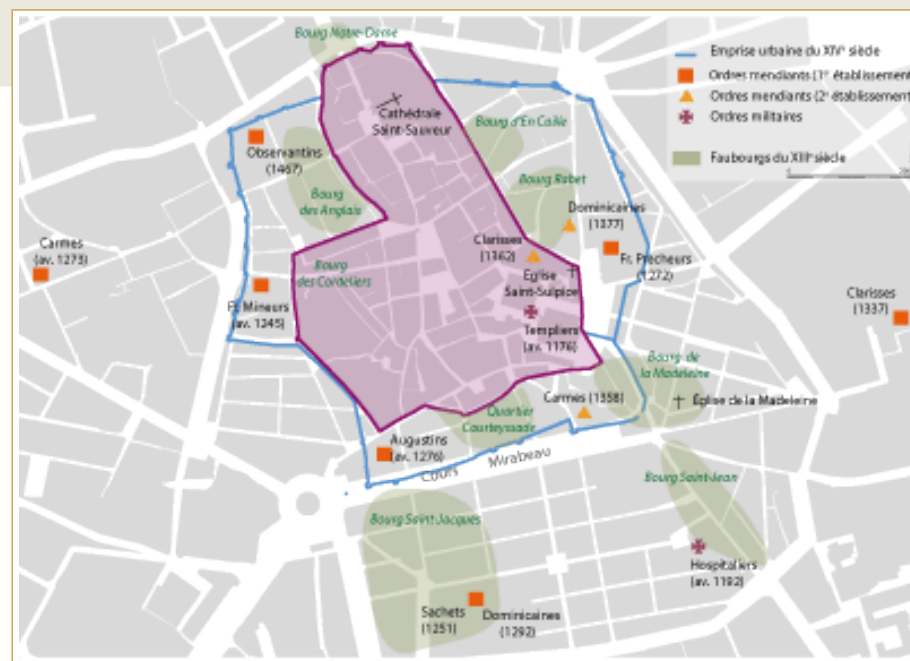 Bourg Notre-Dame
Emprise urbaine du XIVe siècle
Ordres mendiants (1er établissement
Ordres mendiants (2e établissement
Ordres militaires
Faubourgs du XIIIe siècle
Cathédrale
Saint-Sauveur
Bourg d'En Caille
Observantins
(1467)
Bourg
des Anglais
Bourg Rabet
Dominicaines
(1377)
Carmes
(av. 1273)
Clarisses
(1362)
Fr. Prêcheurs
(1272)
Bourg
des Cordeliers
Eglise
Saint-Sulpice
Fr. Mineurs
(av. 1245)
Clarisses
(1337)
Templiers
(av. 1176)
Bourg de
la Madeleine
Carmes (1358)
Église de la Madeleine
Quartier
Courteyssade
Augustins
(av. 1276)
Cours Mirabeau
Bourg Saint-Jean
Bourg Saint Jacques
Hospitaliers
(av. 1192)
Sachets
(1251)
Dominicaines
(1292)